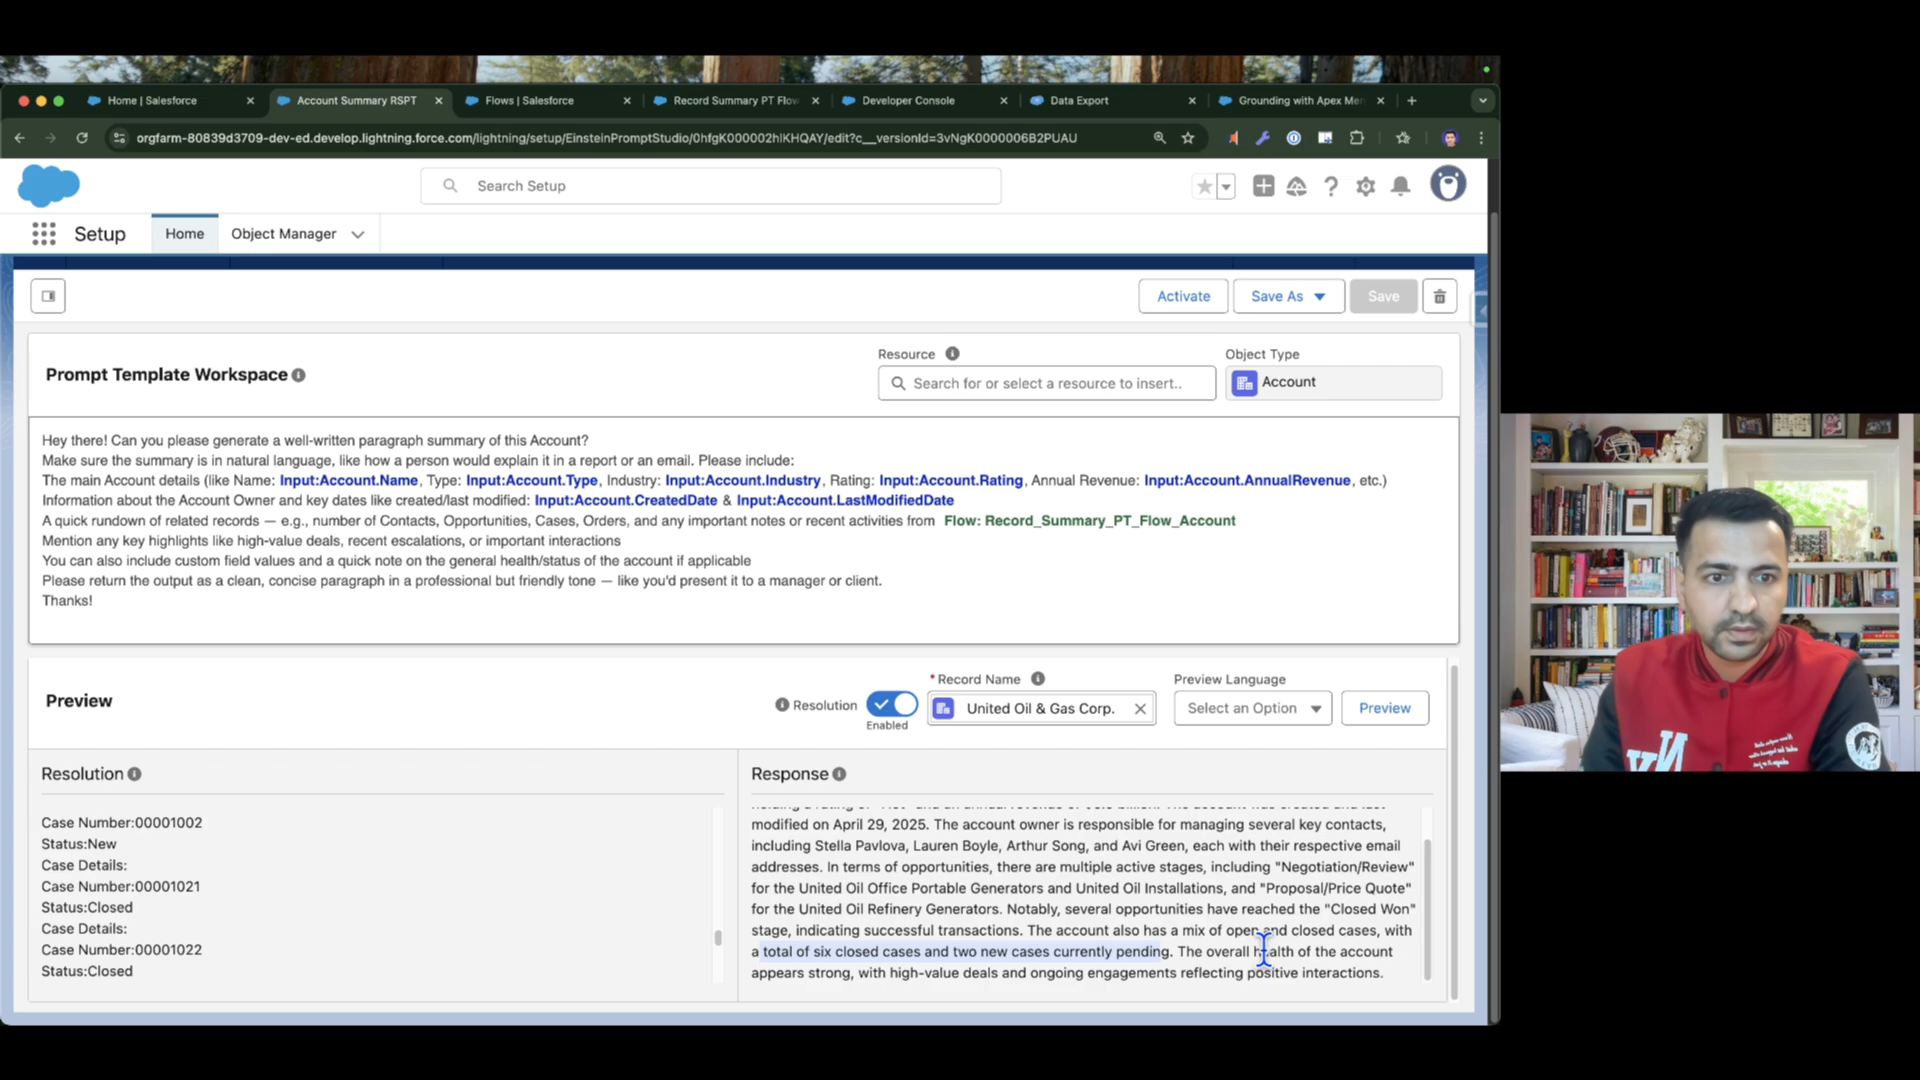 Home | Salesforce
Account Summary RSPT
Flows | Salesforce
Record Summary PT Flow
Developer Console
Data Export
Grounding with Apex Mer
orgfarm-80839d3709-dev-ed.develop.lightning.force.com/lightning/setup/EinsteinPromptStudio/0hfgK000002hlKHQAY/edit?c__versionId=3vNgK0000006B2PUAU
Search Setup
Setup
Home
Object Manager
Activate
Save As
Save
Prompt Template Workspace
Resource
Search for or select a resource to insert..
Object Type
Account
Hey there! Can you please generate a well-written paragraph summary of this Account?
Make sure the summary is in natural language, like how a person would explain it in a report or an email. Please include:
The main Account details (like Name: Input:Account.Name, Type: Input:Account.Type, Industry: Input:Account.Industry, Rating: Input:Account.Rating, Annual Revenue: Input:Account.AnnualRevenue, etc.)
Information about the Account Owner and key dates like created/last modified: Input:Account.CreatedDate & Input:Account.LastModifiedDate
A quick rundown of related records — e.g., number of Contacts, Opportunities, Cases, Orders, and any important notes or recent activities from Flow: Record_Summary_PT_Flow_Account
Mention any key highlights like high-value deals, recent escalations, or important interactions
You can also include custom field values and a quick note on the general health/status of the account if applicable
Please return the output as a clean, concise paragraph in a professional but friendly tone — like you'd present it to a manager or client.
Thanks!
Preview
Resolution
Enabled
* Record Name
United Oil & Gas Corp.
Preview Language
Select an Option
Preview
Resolution
Case Number:00001002
Status:New
Case Details:
Case Number:00001021
Status:Closed
Case Details:
Case Number:00001022
Status:Closed
Response
modified on April 29, 2025. The account owner is responsible for managing several key contacts,
including Stella Pavlova, Lauren Boyle, Arthur Song, and Avi Green, each with their respective email
addresses. In terms of opportunities, there are multiple active stages, including "Negotiation/Review"
for the United Oil Office Portable Generators and United Oil Installations, and "Proposal/Price Quote"
for the United Oil Refinery Generators. Notably, several opportunities have reached the "Closed Won"
stage, indicating successful transactions. The account also has a mix of open and closed cases, with
a total of six closed cases and two new cases currently pending. The overall health of the account
appears strong, with high-value deals and ongoing engagements reflecting positive interactions.